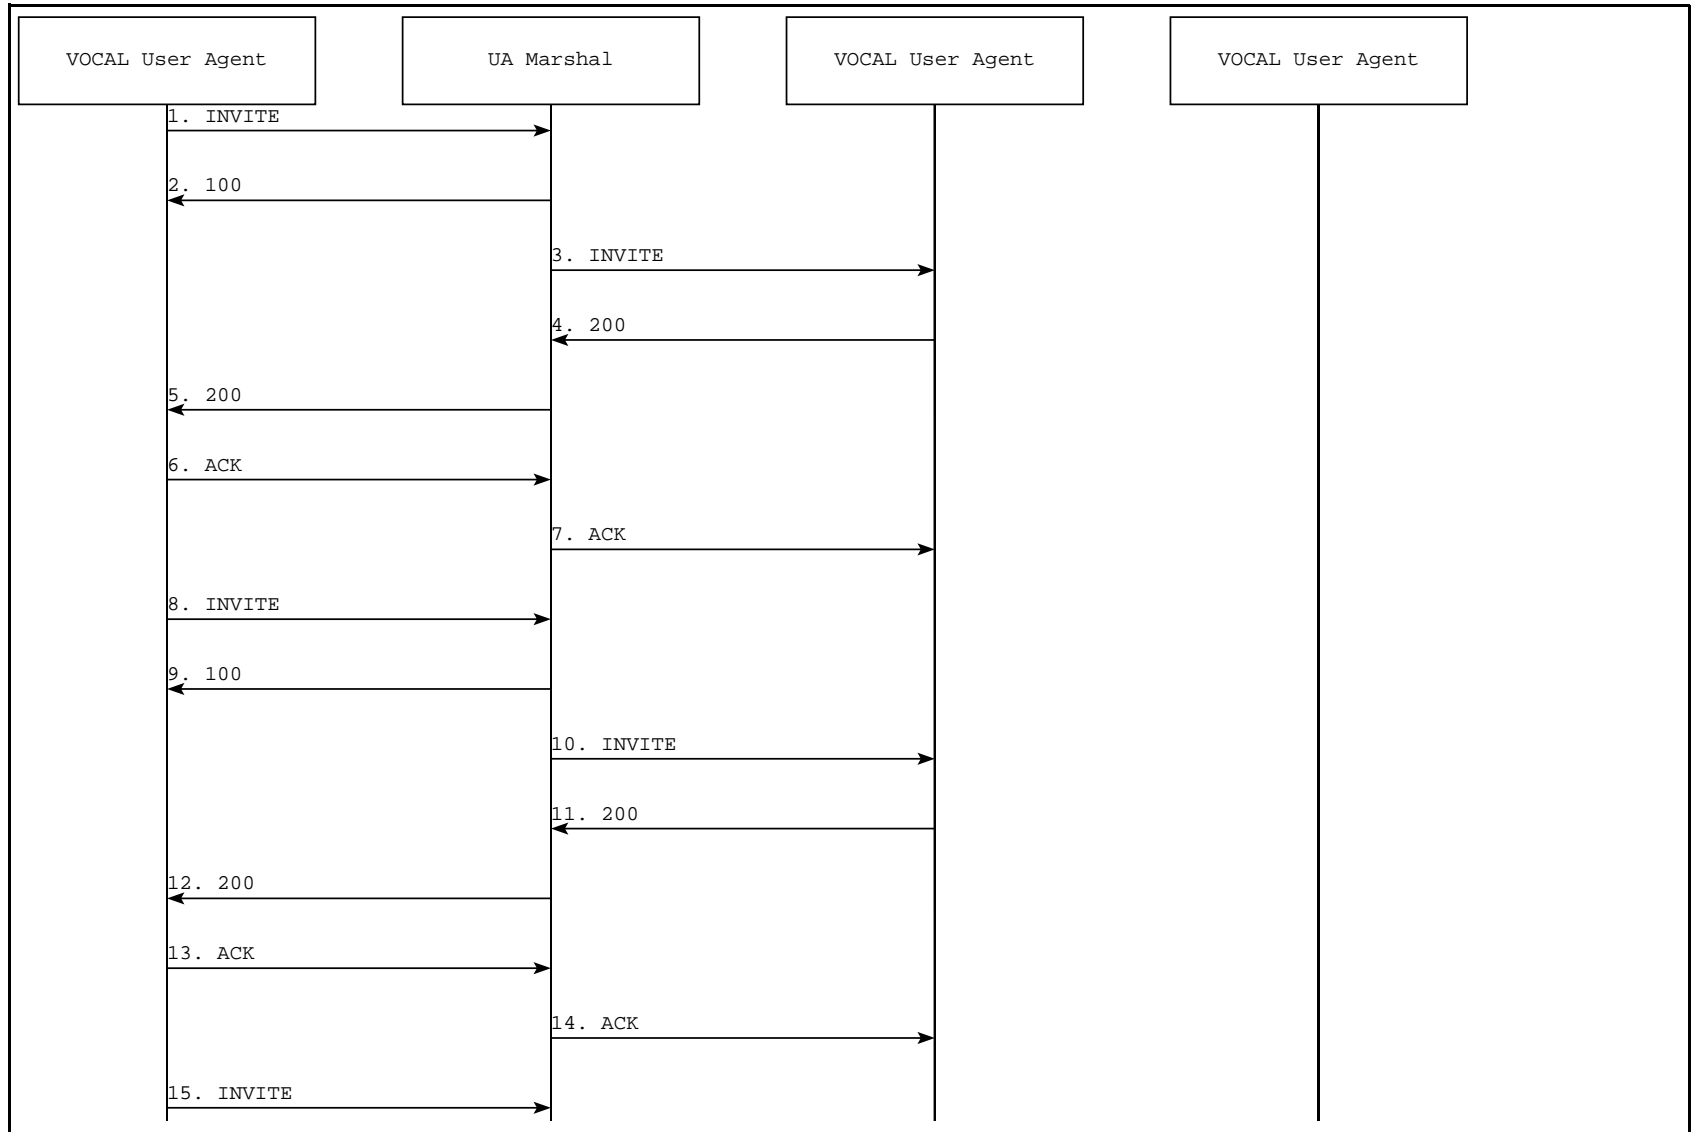 VOCAL User Agent
UA Marshal
VOCAL User Agent
VOCAL User Agent
1. INVITE
2. 100
3. INVITE
4. 200
5. 200
6. ACK
7. ACK
8. INVITE
9. 100
10. INVITE
11. 200
12. 200
13. ACK
14. ACK
15. INVITE